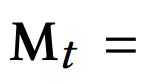 M_t =